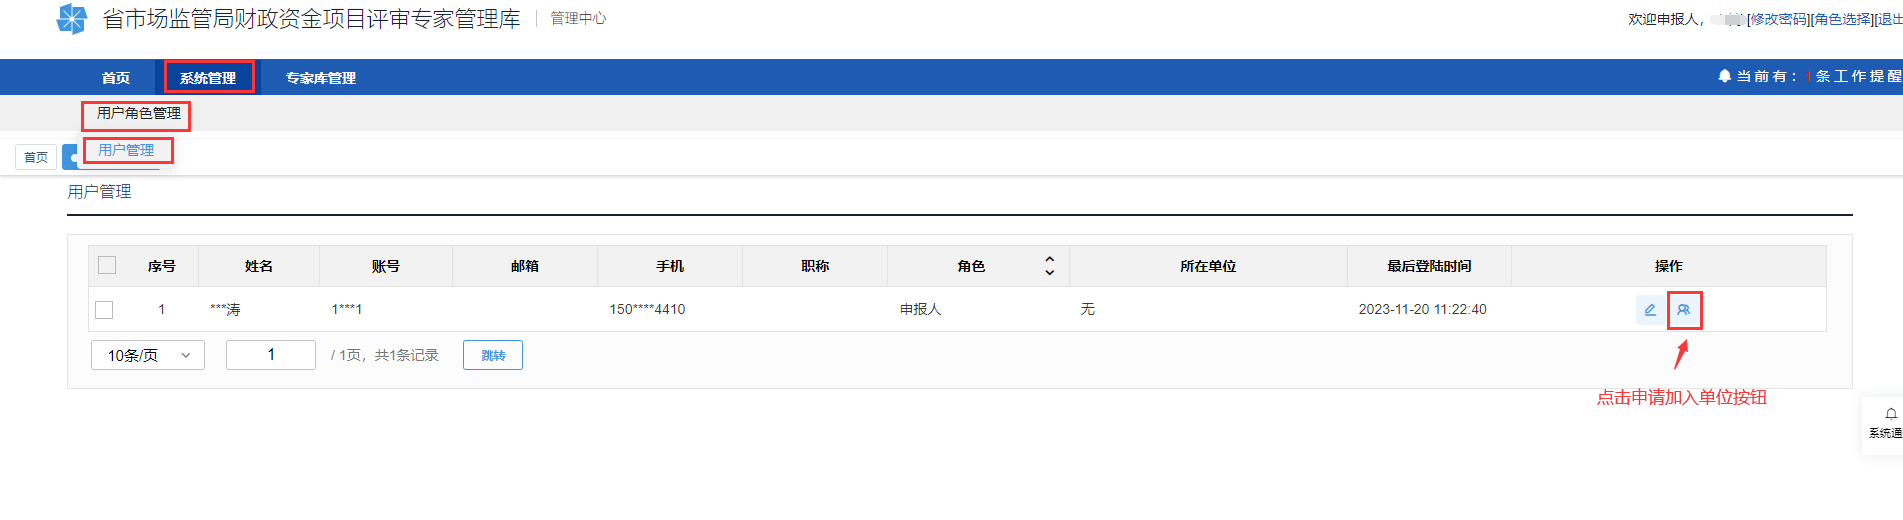 省市场监管局财政资金项目评审专家管理库 管理中心
欢迎申报人, [修改密码][角色选择][退出
首页 系统管理 专家库管理
当前有: 1 条工作提醒
用户角色管理
首页
用户管理
用户管理
序号 姓名 账号 邮箱 手机 职称 角色 所在单位 最后登陆时间 操作
1 ***涛 1***1 150****4410 申报人 无 2023-11-20 11:22:40
10条/页 1 / 1页，共1条记录 跳转
点击申请加入单位按钮
系统通